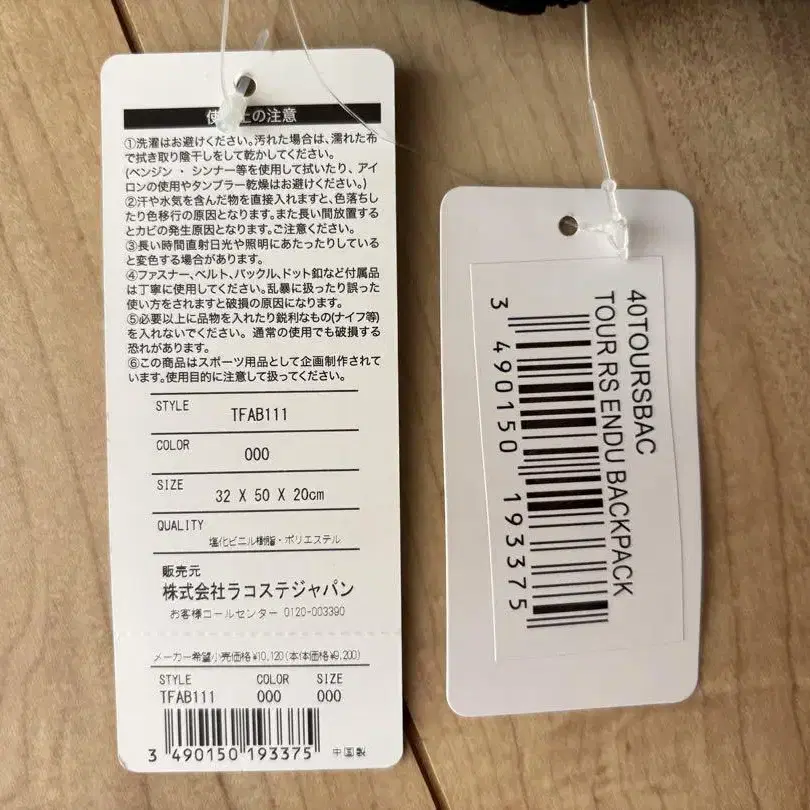 使用上の注意
①洗濯はお避けください。汚れた場合は、濡れた布
で拭き取り陰干しをして乾かしてください。
(ベンジン・シンナー等を使用して拭いたり、アイ
ロンの使用やタンブラー乾燥はお避けください。)
②汗や水気を含んだ物を直接入れますと、色落ちし
たり色移行の原因となります。また長い間放置する
とカビの発生原因となります。ご注意ください。
③長い時間直射日光や照明にあたったりしている
と変色する場合があります。
④ファスナー、ベルト、バックル、ドット釦など付属品
は丁寧に使用してください。乱暴に扱ったり誤った
使い方をされますと破損の原因になります。
⑤必要以上に品物を入れたり鋭利なもの(ナイフ等)
を入れないでください。通常の使用でも破損する
恐れがあります。
⑥この商品はスポーツ用品として企画制作されて
います。使用目的に注意して扱ってください。
STYLE TFAB111
COLOR 000
SIZE 32 X 50 X 20cm
QUALITY 塩化ビニル樹脂・ポリエステル
販売元
株式会社ラコステジャパン
お客様コールセンター 0120-003390
メーカー希望小売価格¥10,120(本体価格¥9,200)
STYLE COLOR SIZE
TFAB111 000 000
3 490150 193375 中国製
40TOURSBAC
TOUR RS ENDU BACKPACK
3 490150 193375